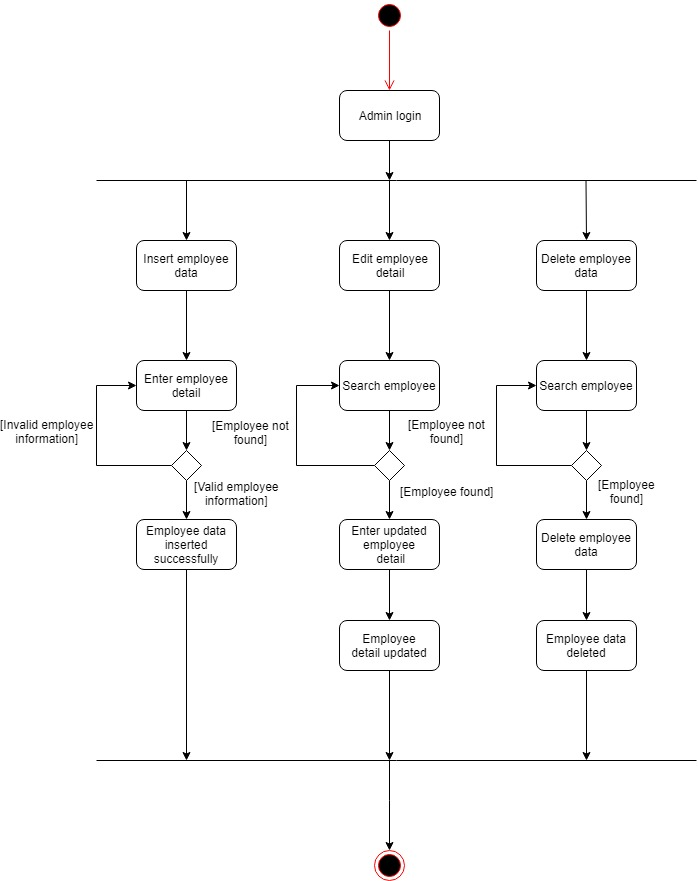 Admin login
Insert employee
data
Edit employee
detail
Delete employee
data
Enter employee
detail
Search employee
Search employee
[Invalid employee
information]
[Employee not
found]
[Employee not
found]
[Valid employee
information]
[Employee found]
[Employee
found]
Employee data
inserted
successfully
Enter updated
employee
detail
Delete employee
data
Employee
detail updated
Employee data
deleted